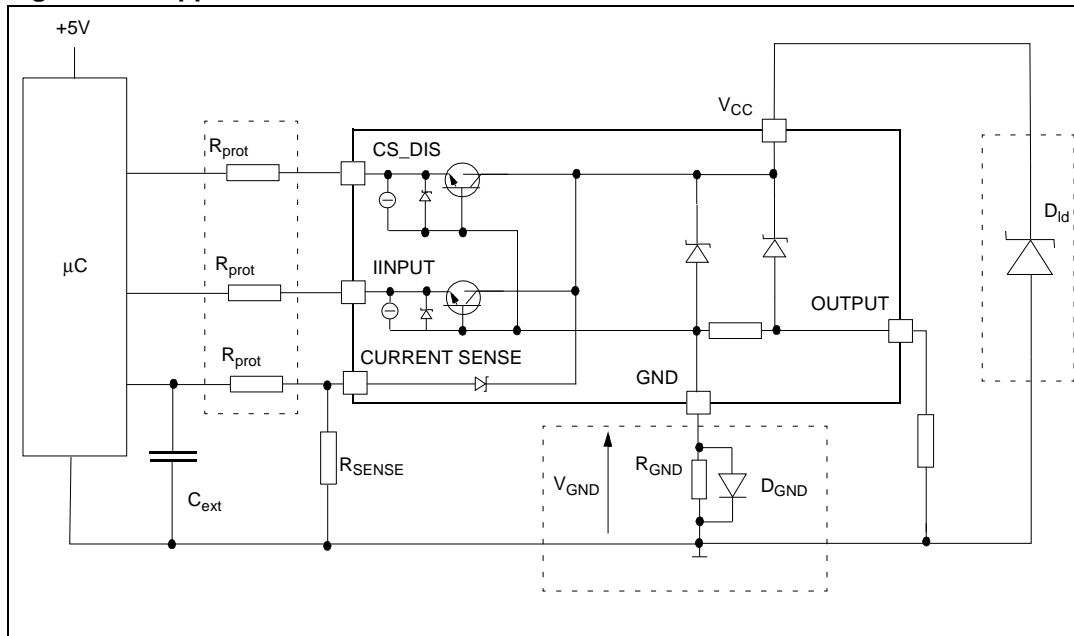 +5V
V_CC
R_prot
CS_DIS
D_ld
μC
R_prot
IINPUT
OUTPUT
R_prot
CURRENT SENSE
GND
R_SENSE
C_ext
V_GND
R_GND
D_GND